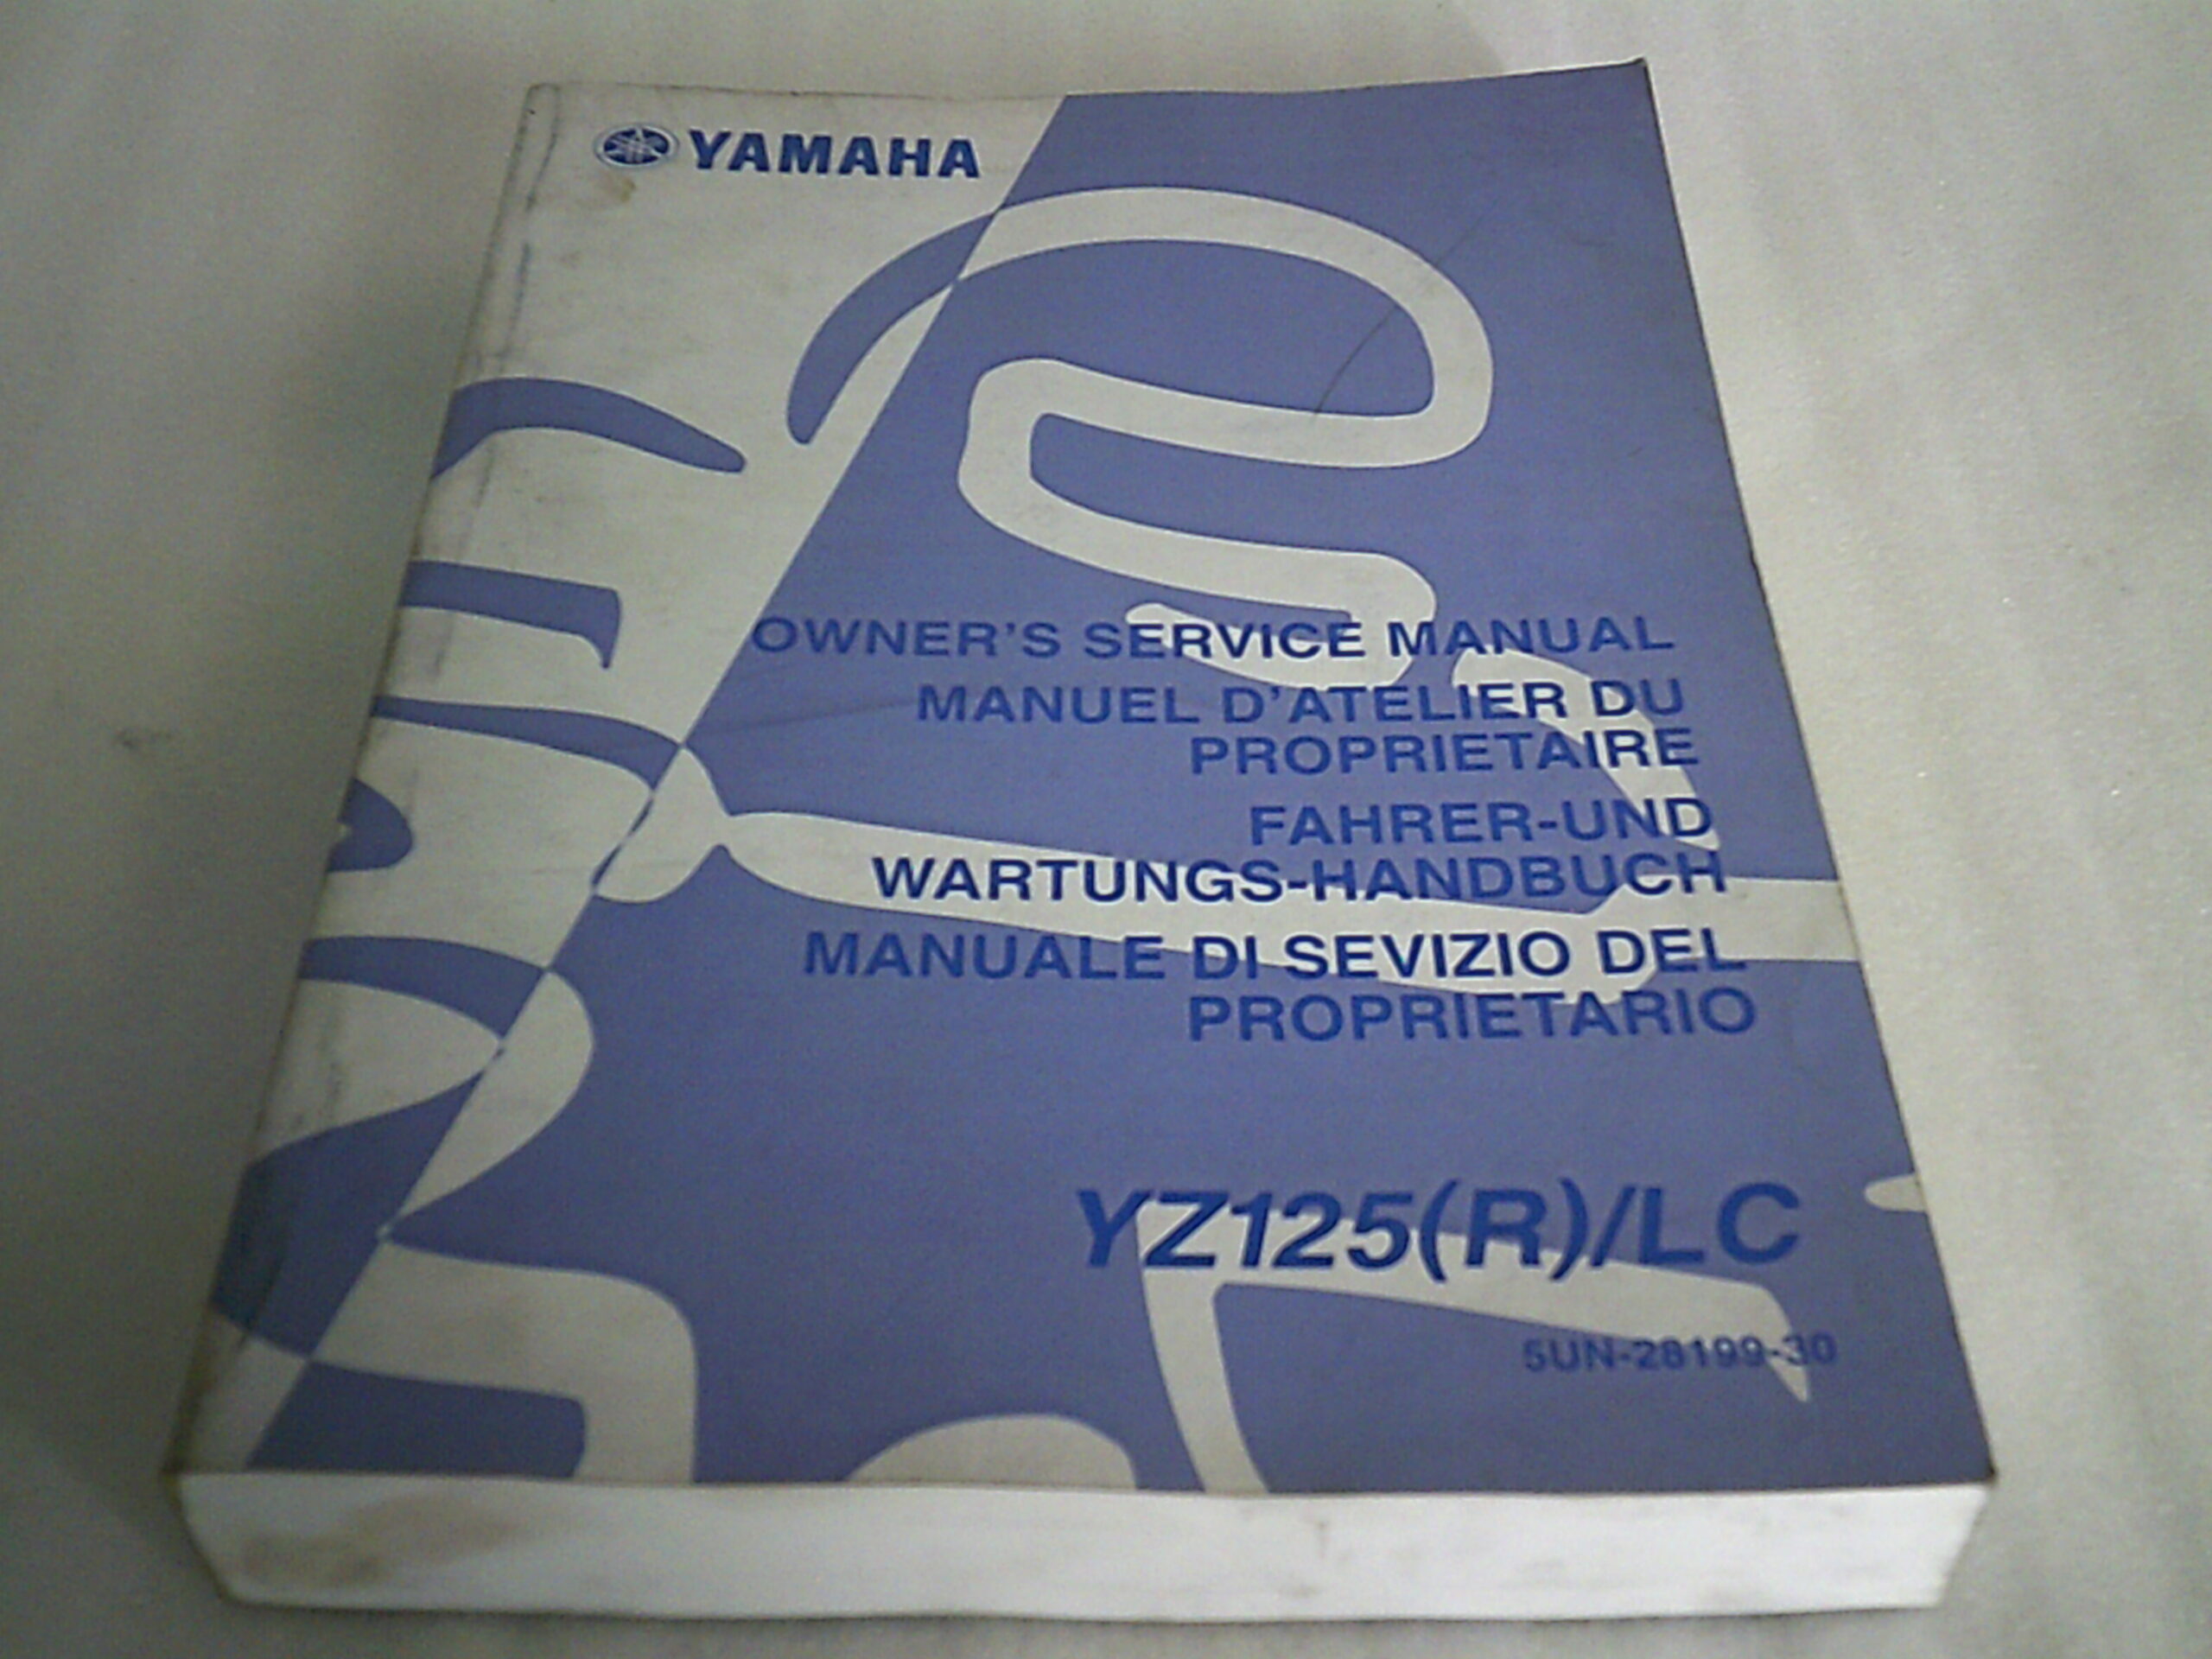 YAMAHA
OWNER'S SERVICE MANUAL
MANUEL D'ATELIER DU
PROPRIETAIRE
FAHRER-UND
WARTUNGS-HANDBUCH
MANUALE DI SEVIZIO DEL
PROPRIETARIO
YZ125(R)/LC
5UN-28199-30